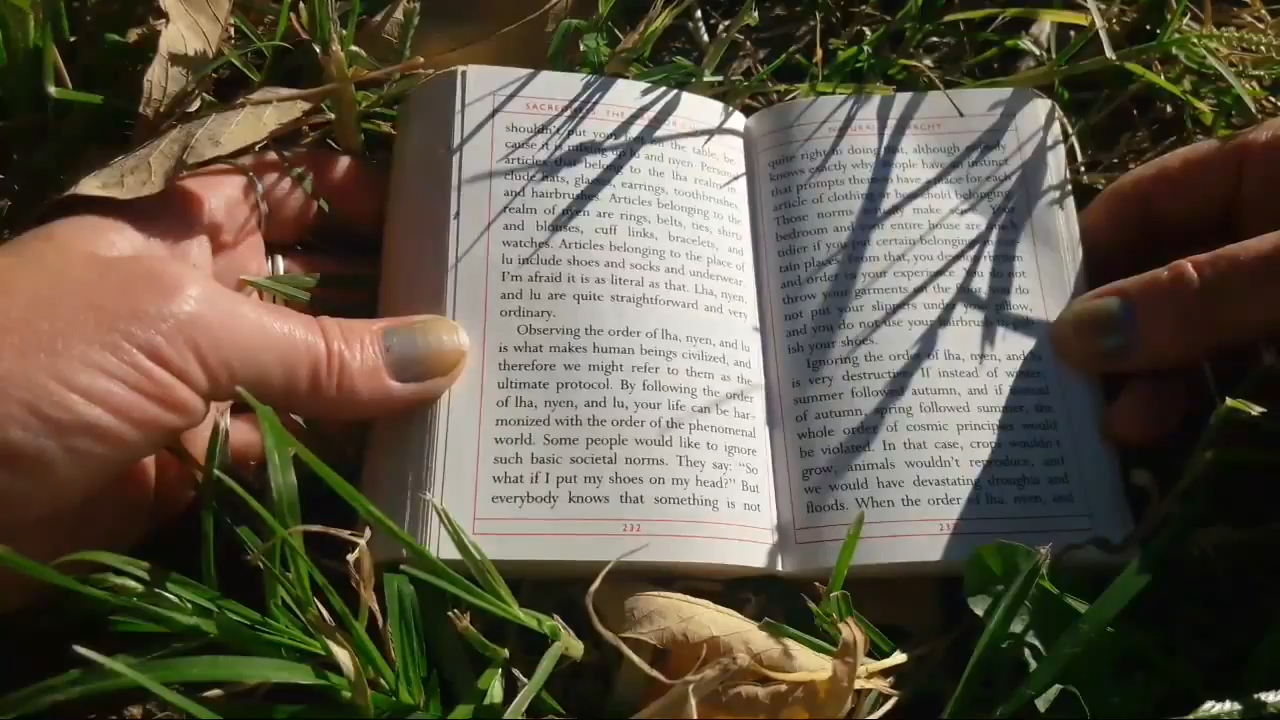 SACREDNESS: THE WARRIOR'S
shouldn't put your feet on the table, be-
cause it is mixing up lu and nyen. Personal
articles that belong to the lha realm in-
clude hats, glasses, earrings, toothbrushes,
and hairbrushes. Articles belonging to the
realm of nyen are rings, belts, ties, shirts
and blouses, cuff links, bracelets, and
watches. Articles belonging to the place of
lu include shoes and socks and underwear.
I'm afraid it is as literal as that. Lha, nyen,
and lu are quite straightforward and very
ordinary.
Observing the order of lha, nyen, and lu
is what makes human beings civilized, and
therefore we might refer to them as the
ultimate protocol. By following the order
of lha, nyen, and lu, your life can be har-
monized with the order of the phenomenal
world. Some people would like to ignore
such basic societal norms. They say: "So
what if I put my shoes on my head?" But
everybody knows that something is not
232
quite right in doing that, although nobody
knows exactly why. People have an instinct
that prompts them to have a place for each
article of clothing or household belonging.
Those norms actually make sense. Your
bedroom and your entire house are much
tidier if you put certain belongings in cer-
tain places. From that, you develop rhythm
and order in your experience. You do not
throw your garments on the floor, you do
not put your slippers under your pillow,
and you do not use your hairbrush to pol-
ish your shoes.
Ignoring the order of lha, nyen, and lu
is very destructive. If instead of winter
summer followed autumn, and if instead
of autumn, spring followed summer, the
whole order of cosmic principles would
be violated. In that case, crops wouldn't
grow, animals wouldn't reproduce, and
we would have devastating droughts and
floods. When the order of lha, nyen, and